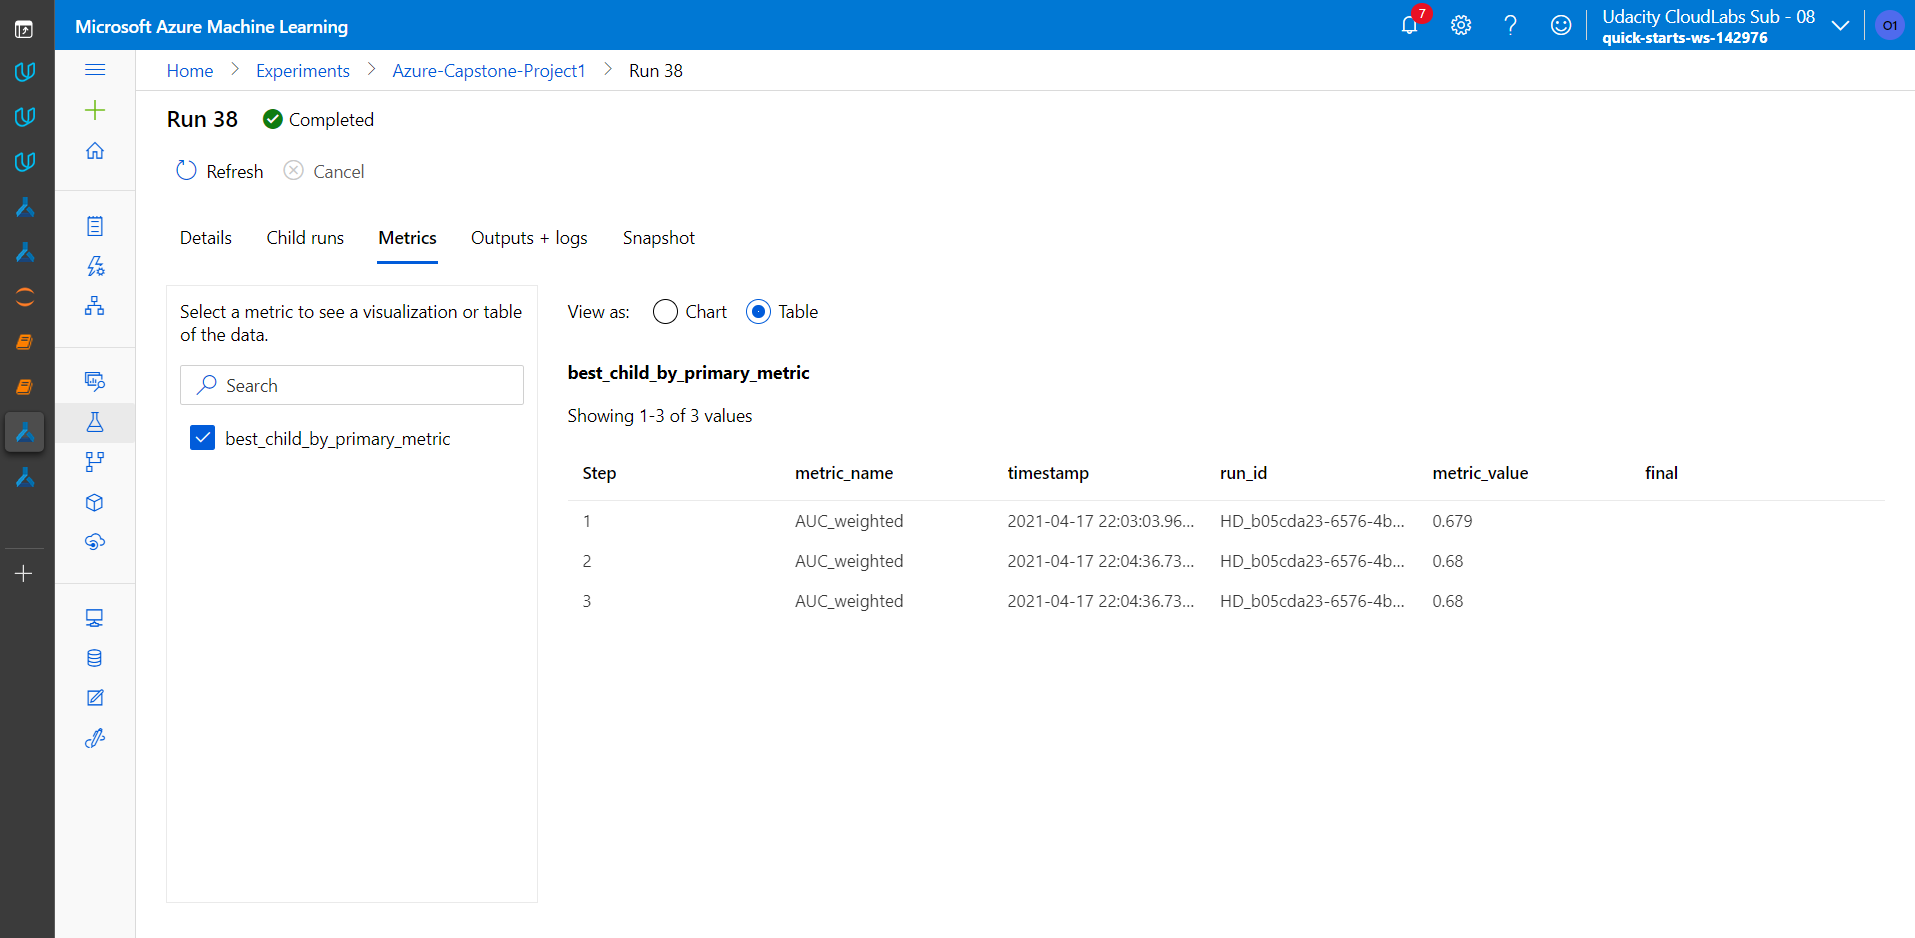 Microsoft Azure Machine Learning
7
Udacity CloudLabs Sub - 08
quick-starts-ws-142976
O1
Home > Experiments > Azure-Capstone-Project1 > Run 38
Run 38 Completed
Refresh Cancel
Details Child runs Metrics Outputs + logs Snapshot
Select a metric to see a visualization or table
of the data.
Search
best_child_by_primary_metric
View as: Chart Table
best_child_by_primary_metric
Showing 1-3 of 3 values
Step metric_name timestamp run_id metric_value final
1 AUC_weighted 2021-04-17 22:03:03.96... HD_b05cda23-6576-4b... 0.679
2 AUC_weighted 2021-04-17 22:04:36.73... HD_b05cda23-6576-4b... 0.68
3 AUC_weighted 2021-04-17 22:04:36.73... HD_b05cda23-6576-4b... 0.68